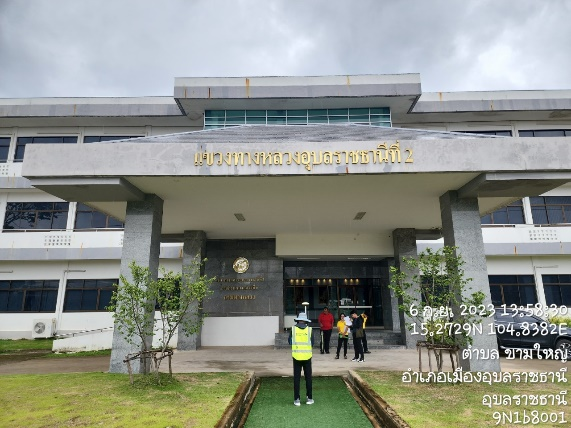 แขวงทางหลวงอุบลราชธานีที่ 2
6 ก.ย. 2023 13:58:30
15.2729N 104.8382E
ตำบล ขามใหญ่
อำเภอเมืองอุบลราชธานี
อุบลราชธานี
9N1b8001